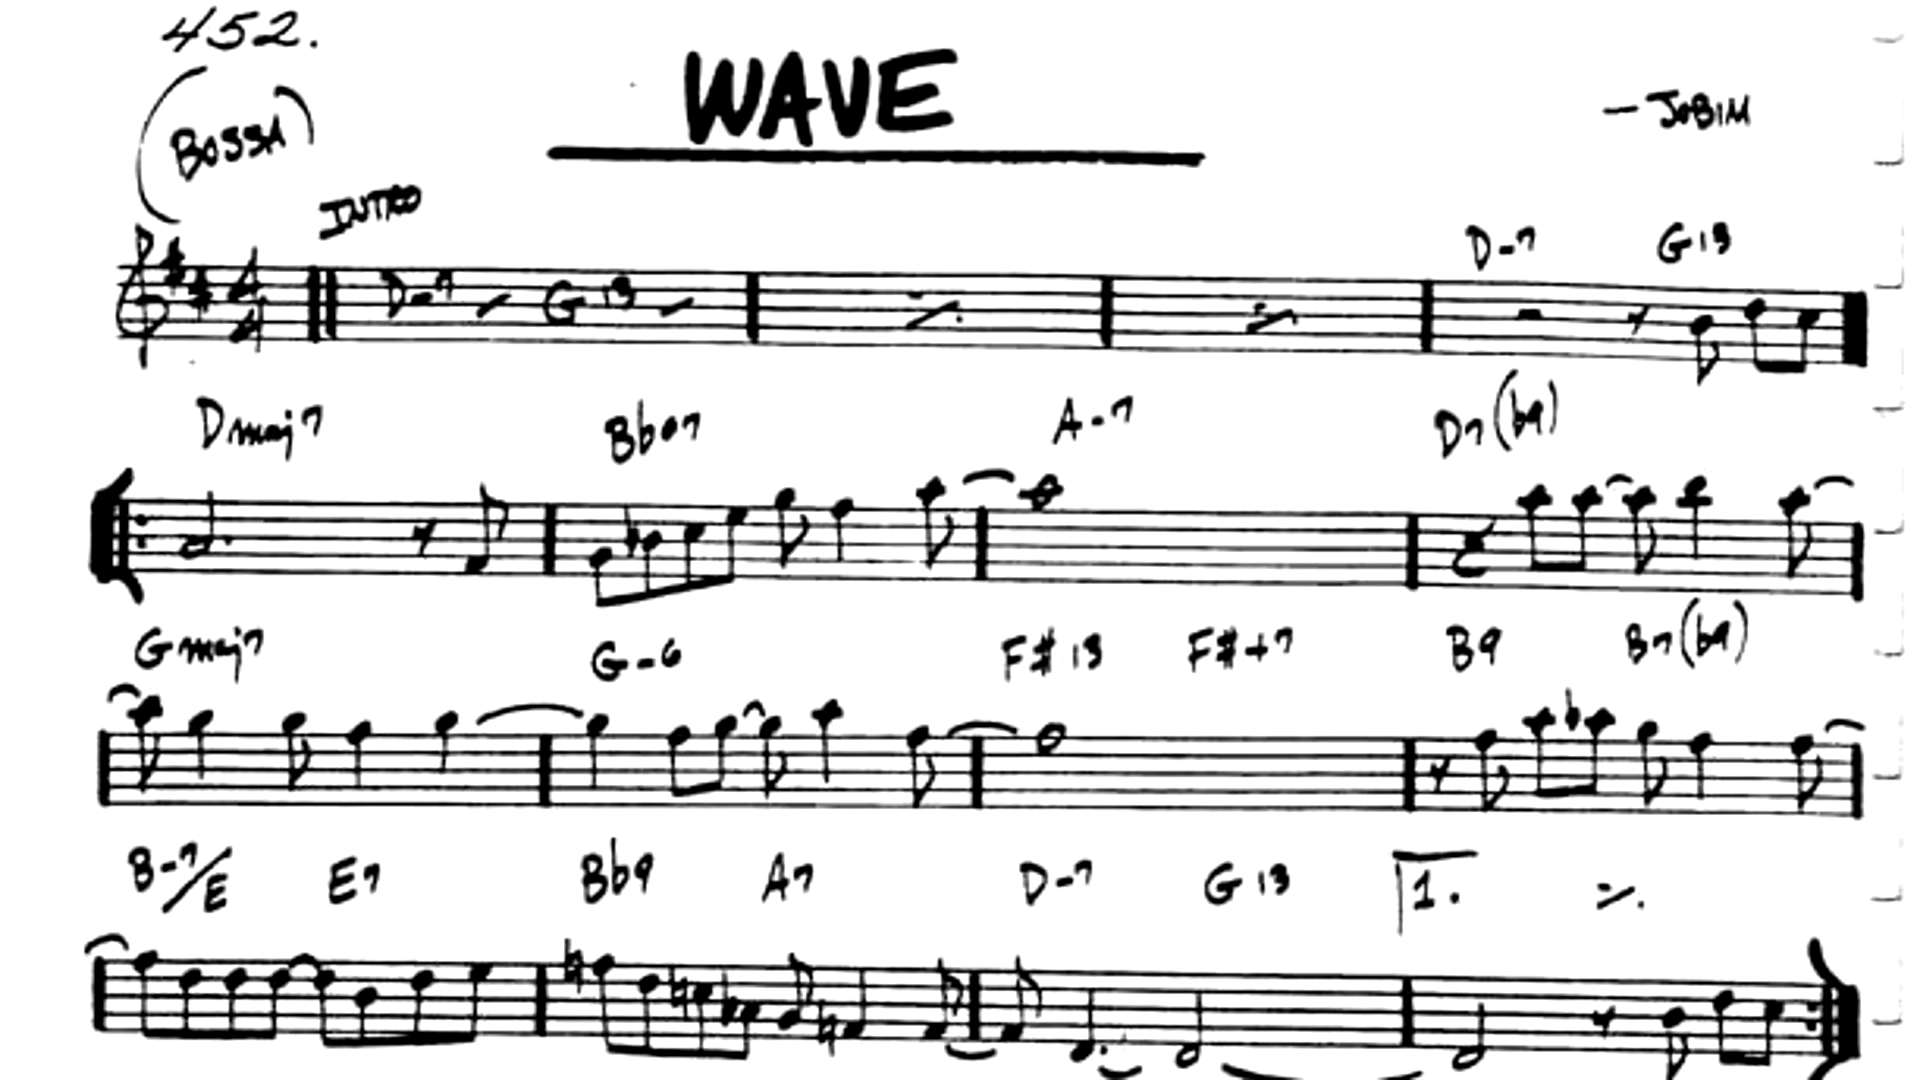 452.
WAVE
(BOSSA)
— JOBIM
INTRO
D-7 G13
D-7 G13
Dmaj7 Bbo7 A-7 D7(b9)
Gmaj7 G-6 F#13 F#+7 B9 B7(b9)
B-7/E E7 Bb9 A7 D-7 G13 1.